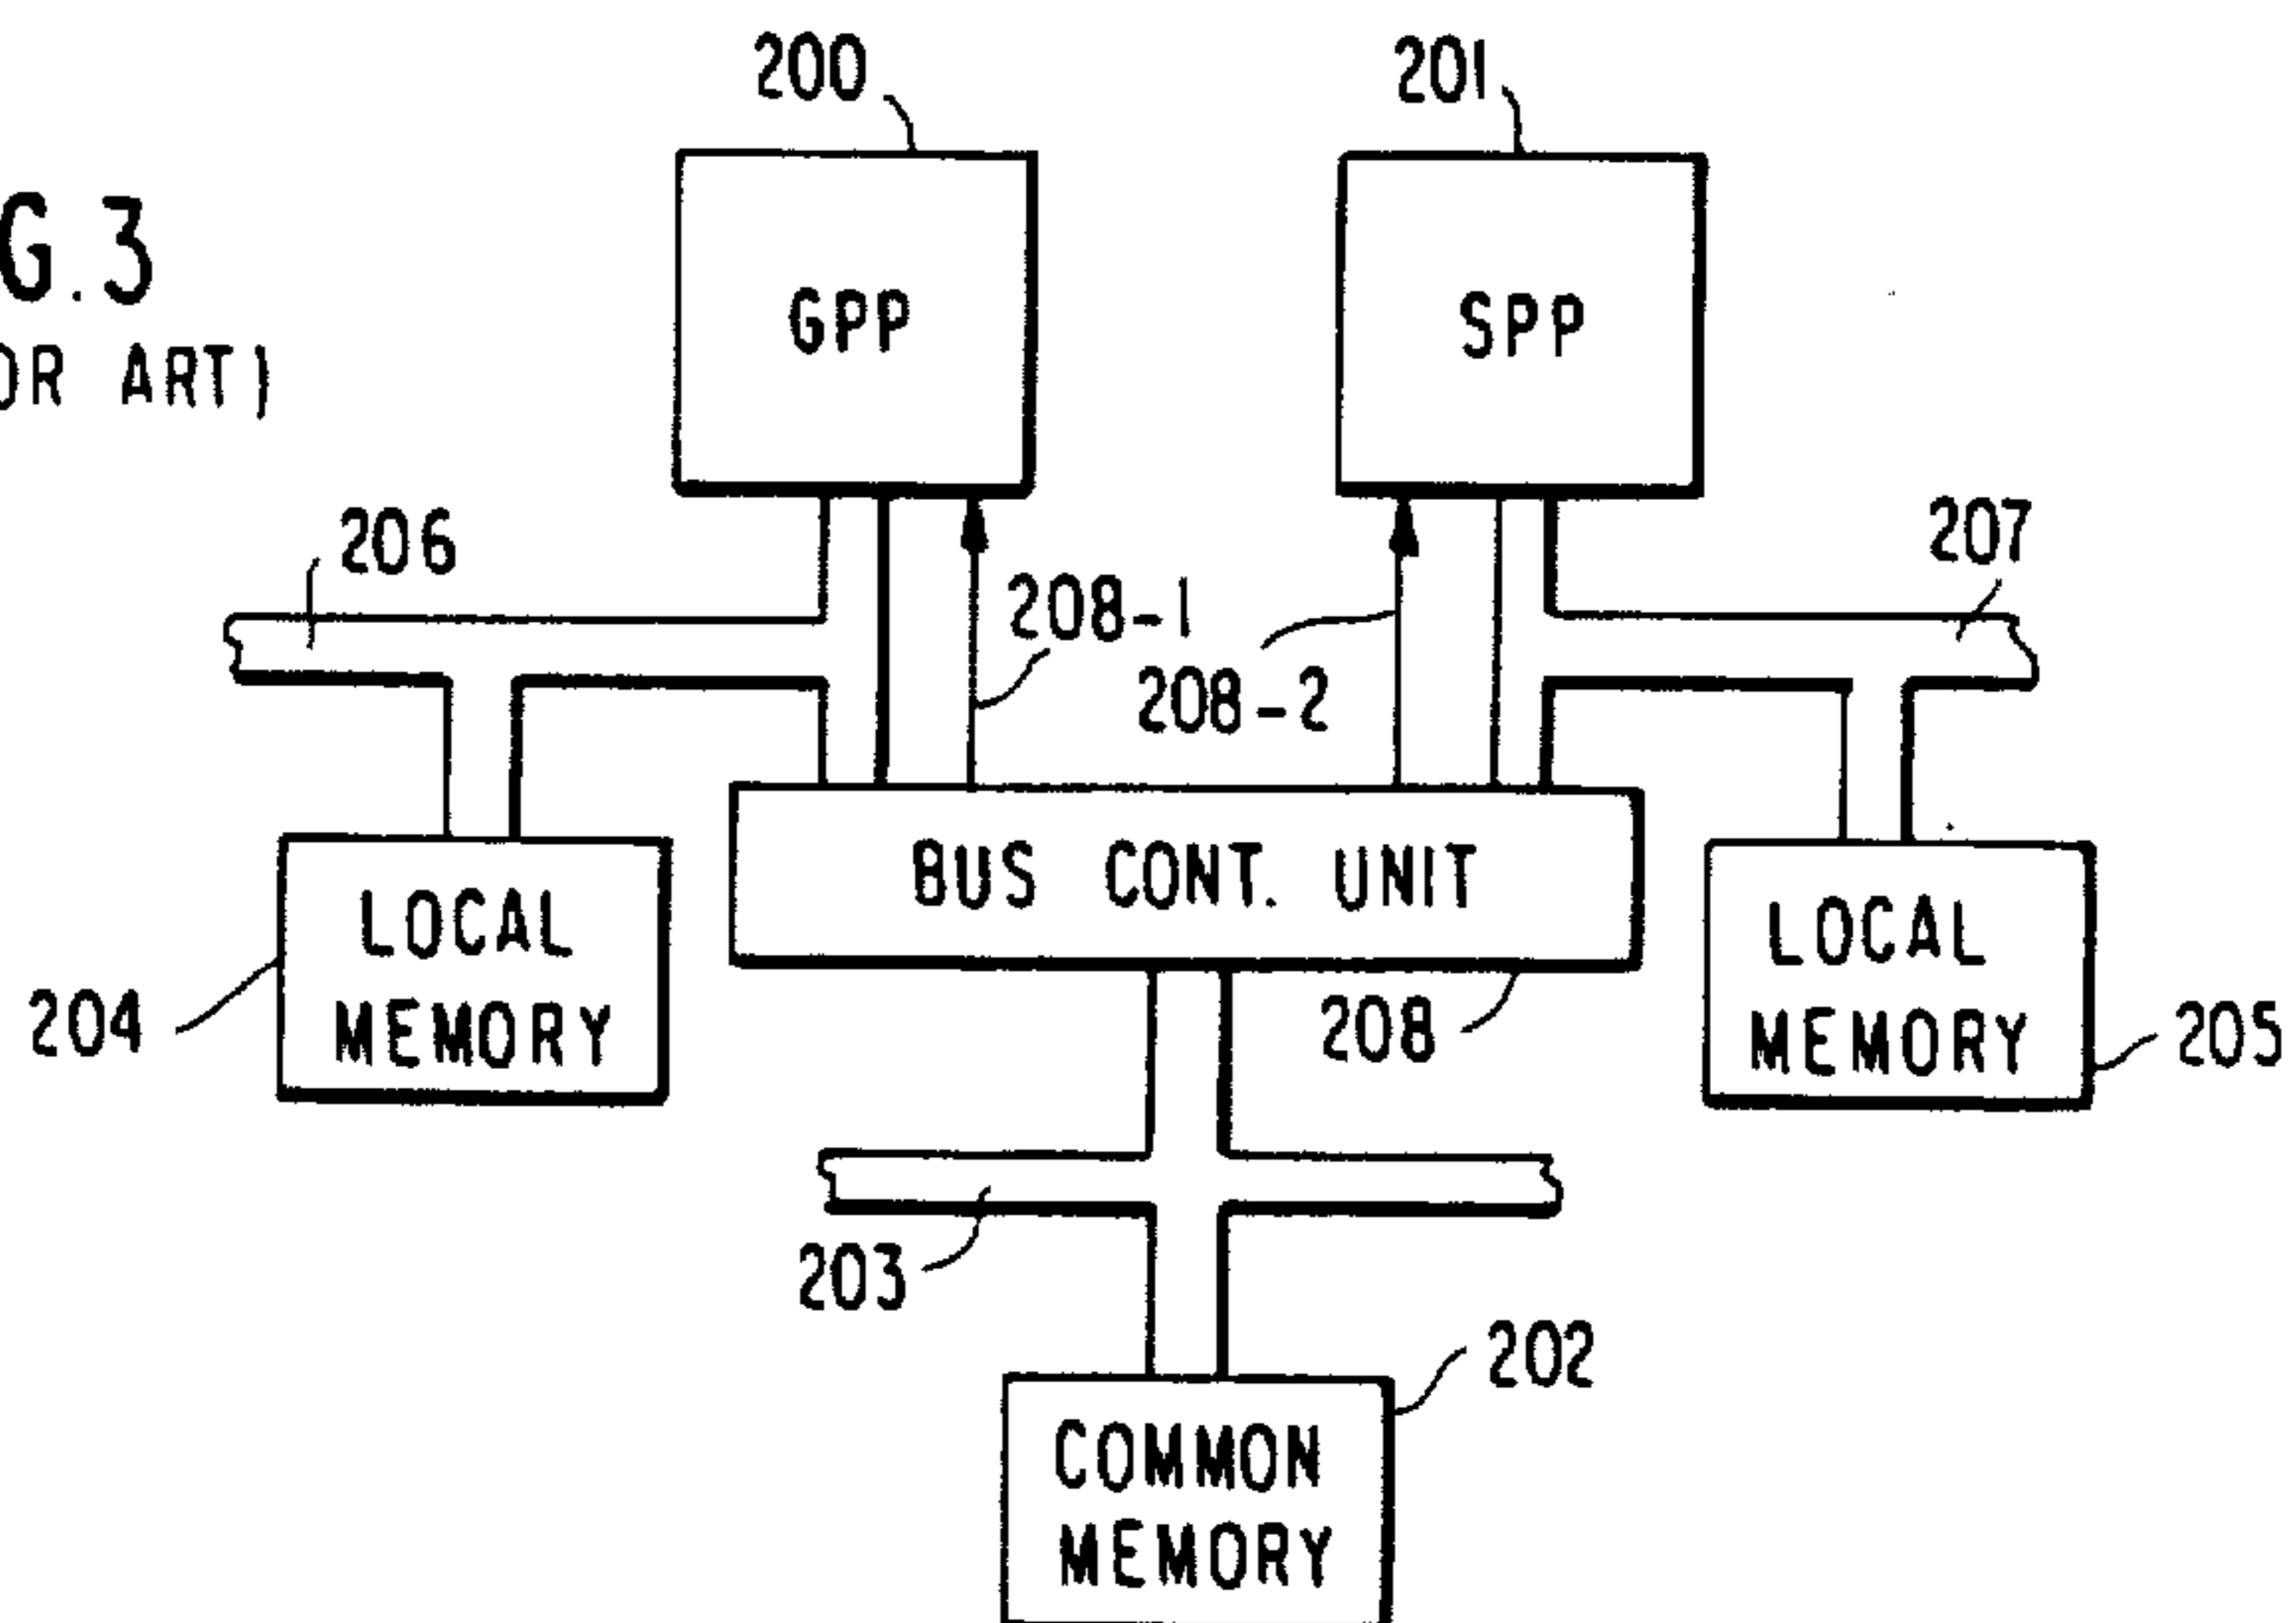 200
201
G.3
OR ART)
GPP
SPP
206
207
208-1
208-2
BUS CONT. UNIT
LOCAL
MEMORY
LOCAL
MEMORY
204
208
205
203
202
COMMON
MEMORY